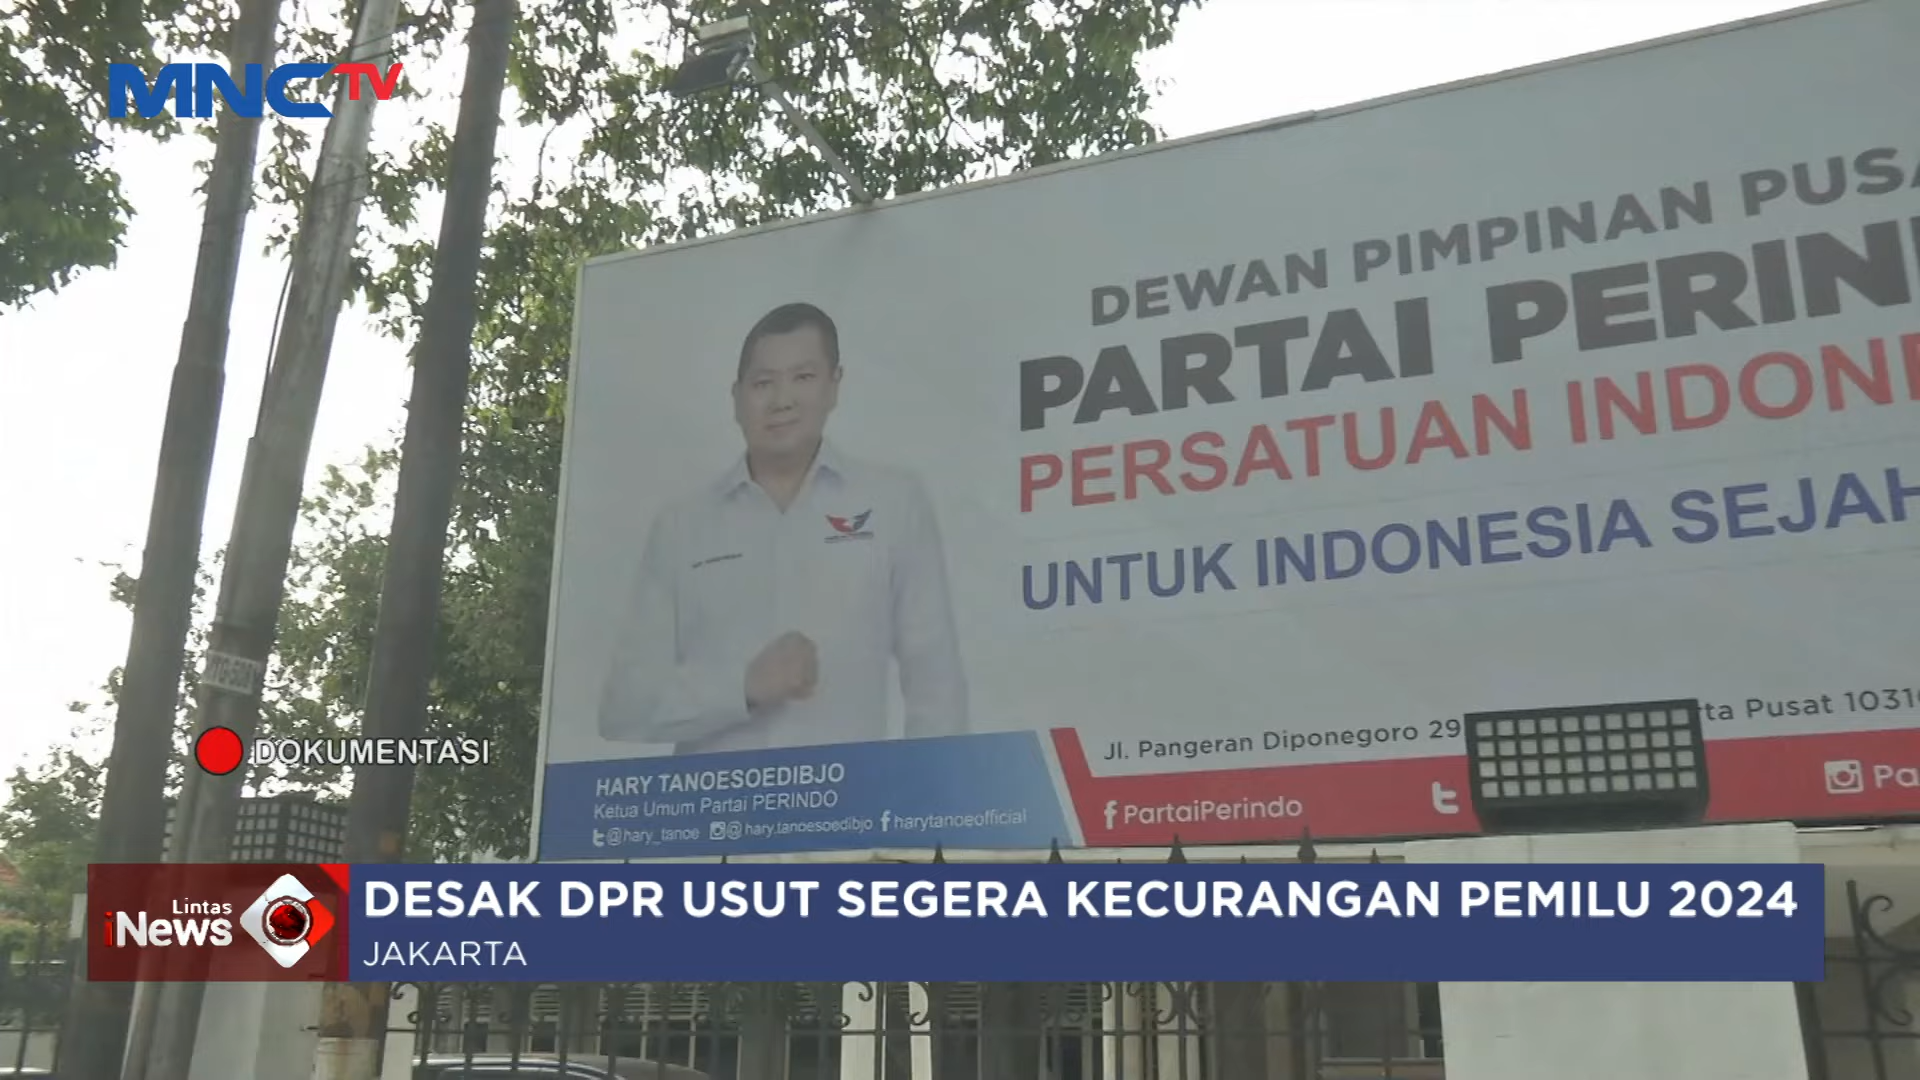 MNCTV
DEWAN PIMPINAN PUSA
PARTAI PERIN
PERSATUAN INDONE
UNTUK INDONESIA SEJAH
Jl. Pangeran Diponegoro 29
rta Pusat 1031
HARY TANOESOEDIBJO
Ketua Umum Partai PERINDO
@hary_tanoe @hary.tanoesoedibjo harytanoeofficial
PartaiPerindo
Pa
DOKUMENTASI
Lintas
iNews
DESAK DPR USUT SEGERA KECURANGAN PEMILU 2024
JAKARTA